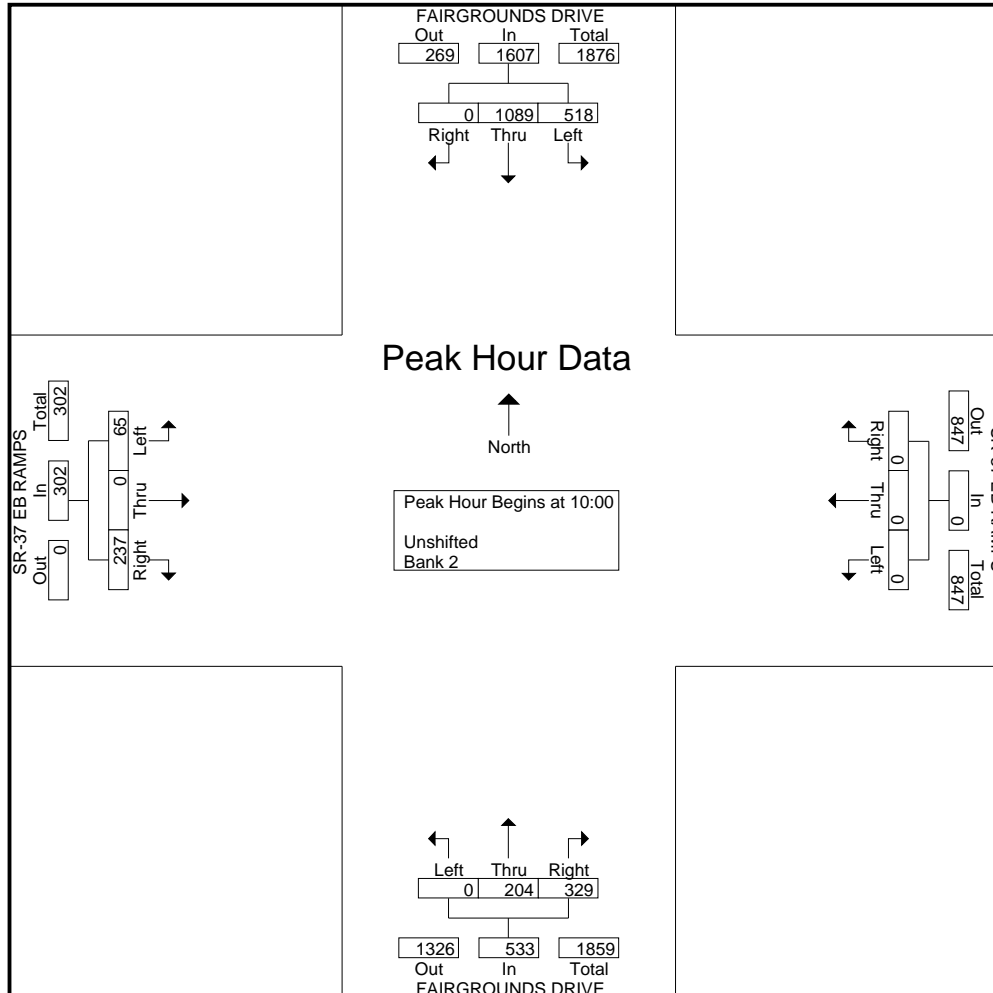 FAIRGROUNDS DRIVE
Out In Total
269 1607 1876
0 1089 518
Right Thru Left
Peak Hour Data
North
Peak Hour Begins at 10:00
Unshifted
Bank 2
SR-37 EB RAMPS
Out In Total
0 302 302
Right Thru Left
237 0 65
Out In Total
847 0 847
Right Thru Left
0 0 0
Left Thru Right
0 204 329
1326 533 1859
Out In Total
FAIRGROUNDS DRIVE